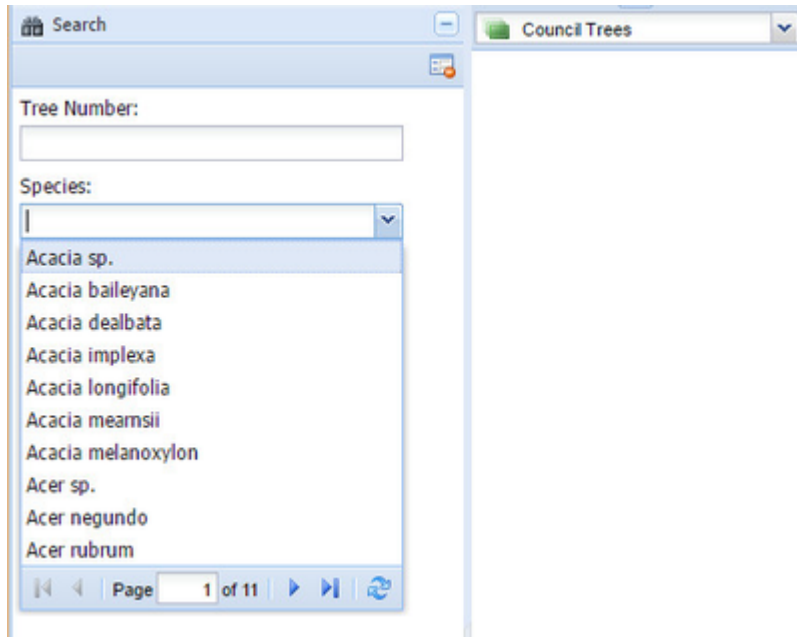 Search
Council Trees
Tree Number:
Species:
Acacia sp.
Acacia baileyana
Acacia dealbata
Acacia implexa
Acacia longifolia
Acacia mearnsii
Acacia melanoxylon
Acer sp.
Acer negundo
Acer rubrum
Page 1 of 11